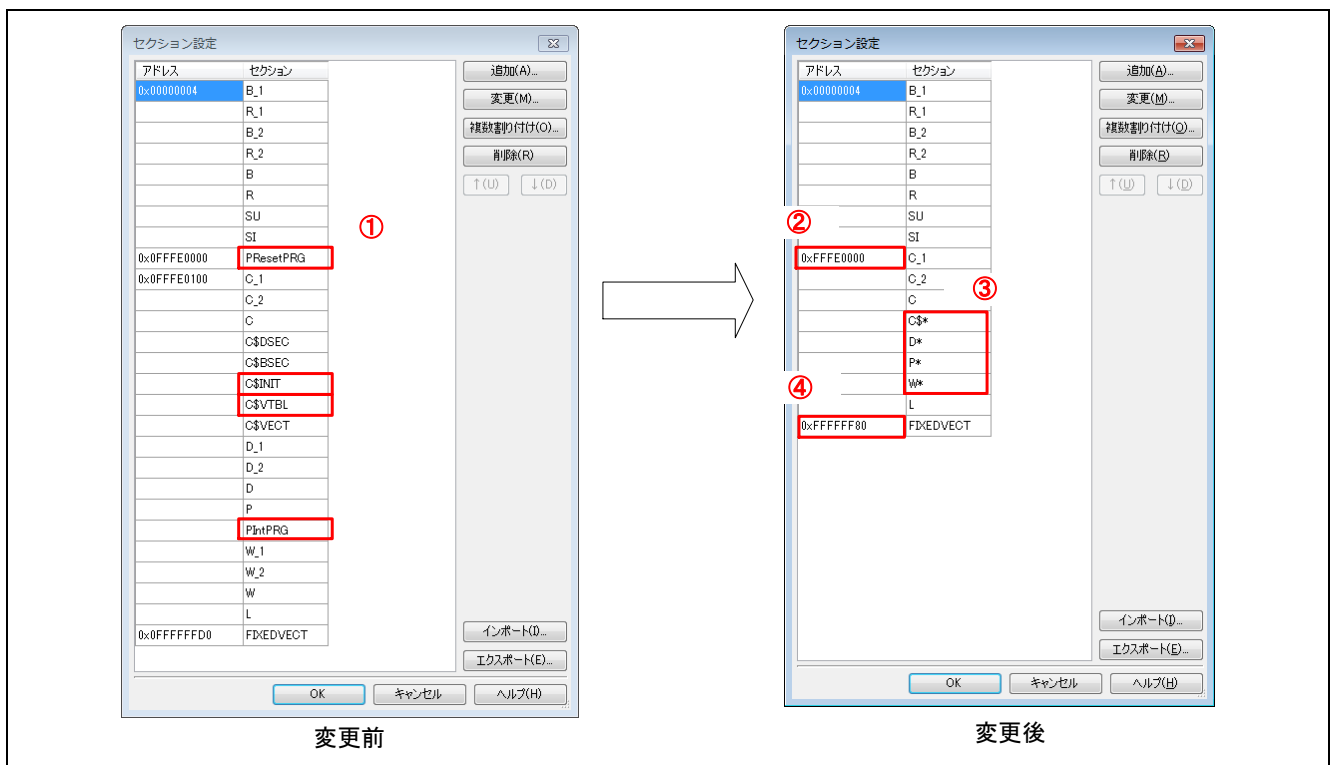 セクション設定
アドレス セクション
0x00000004 B_1
R_1
B_2
R_2
B
R
SU
SI
①
0x0FFFE0000 PResetPRG
0x0FFFE0100 C_1
C_2
C
C$DSEC
C$BSEC
C$INIT
C$VTBL
C$VECT
D_1
D_2
D
P
PIntPRG
W_1
W_2
W
L
0x0FFFFFFD0 FIXEDVECT
追加(A)...
変更(M)...
複数割り付け(O)...
削除(R)
↑(U) ↓(D)
インポート(I)...
エクスポート(E)...
OK キャンセル ヘルプ(H)
変更前
セクション設定
アドレス セクション
0x00000004 B_1
R_1
B_2
R_2
B
R
② SU
SI
0xFFFE0000 C_1
C_2 ③
C
C$*
D*
P*
④ W*
L
0xFFFFFF80 FIXEDVECT
追加(A)...
変更(M)...
複数割り付け(O)...
削除(R)
↑(U) ↓(D)
インポート(I)...
エクスポート(E)...
OK キャンセル ヘルプ(H)
変更後